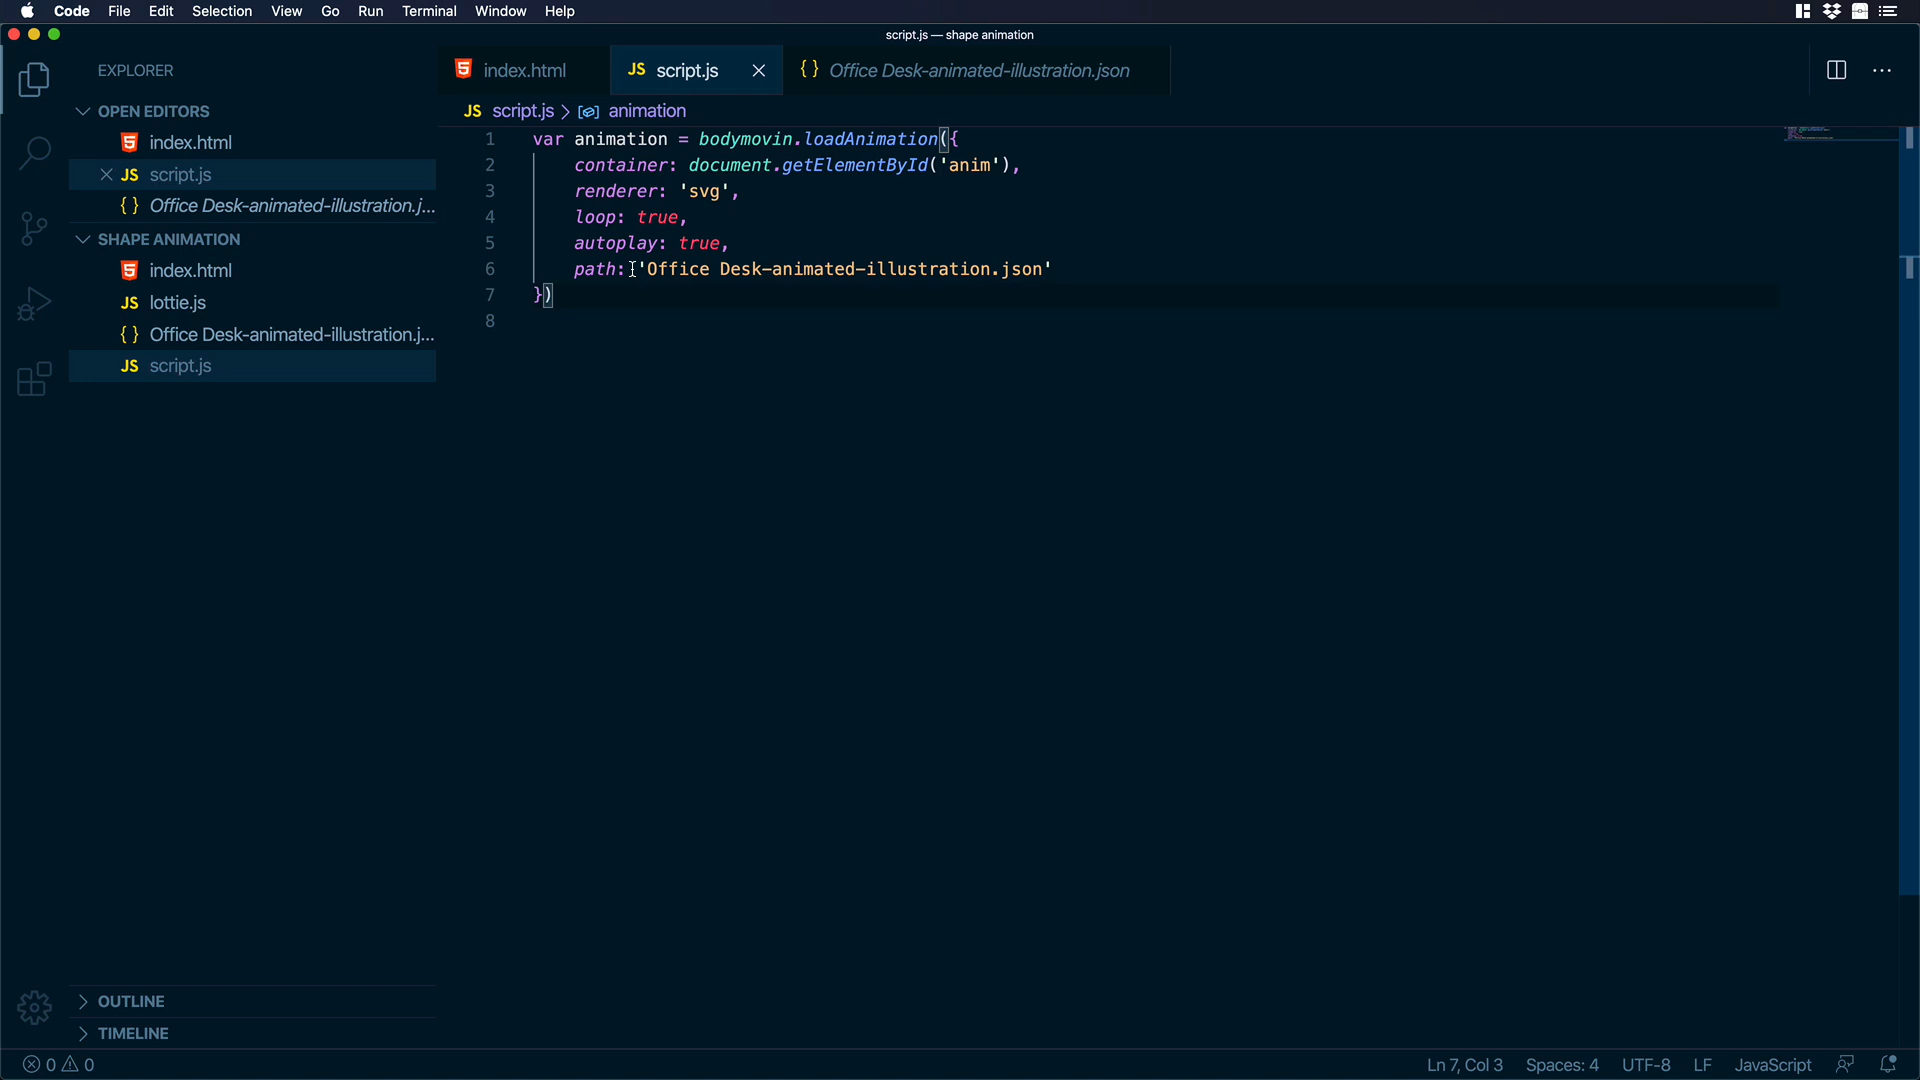 Code File Edit Selection View Go Run Terminal Window Help
script.js — shape animation
EXPLORER
index.html
JS script.js
{ } Office Desk-animated-illustration.json
OPEN EDITORS
index.html
JS script.js
{ } Office Desk-animated-illustration.j...
SHAPE ANIMATION
index.html
JS lottie.js
{ } Office Desk-animated-illustration.j...
JS script.js
JS script.js > animation
1 var animation = bodymovin.loadAnimation({
2 container: document.getElementById('anim'),
3 renderer: 'svg',
4 loop: true,
5 autoplay: true,
6 path: 'Office Desk-animated-illustration.json'
7 })
8
OUTLINE
TIMELINE
0 0 Ln 7, Col 3 Spaces: 4 UTF-8 LF JavaScript